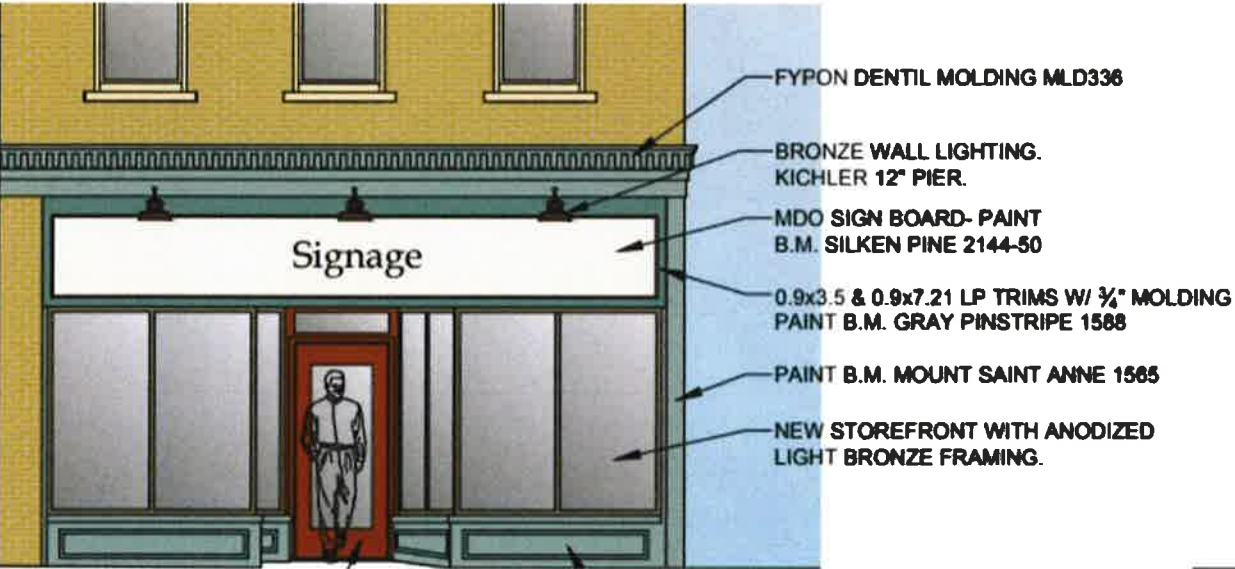 FYPON DENTIL MOLDING MLD336
BRONZE WALL LIGHTING.
KICHLER 12" PIER.
MDO SIGN BOARD- PAINT
B.M. SILKEN PINE 2144-50
Signage
0.9x3.5 & 0.9x7.21 LP TRIMS W/ ¾" MOLDING
PAINT B.M. GRAY PINSTRIPE 1588
PAINT B.M. MOUNT SAINT ANNE 1565
NEW STOREFRONT WITH ANODIZED
LIGHT BRONZE FRAMING.